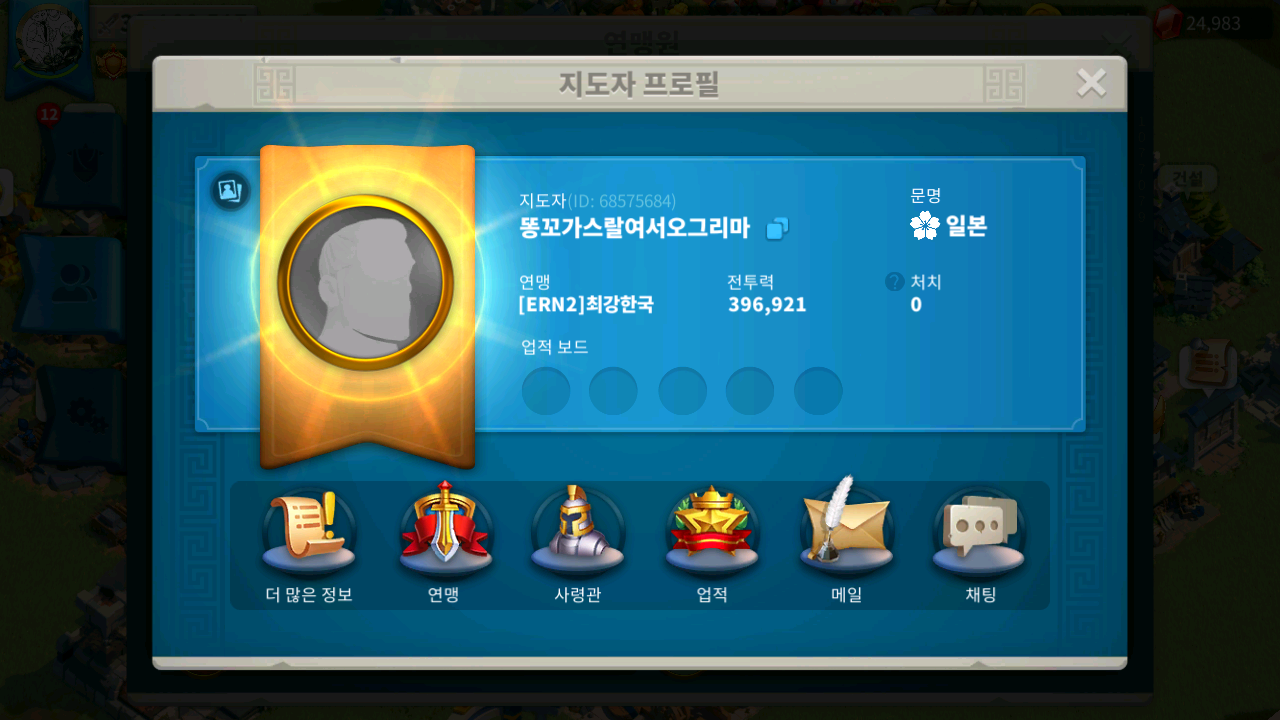 24,983
연맹원
지도자 프로필
12
건설
지도자(ID: 68575684)
똥꼬가스랄여서오그리마
문명
일본
연맹
[ERN2]최강한국
전투력
396,921
? 처치
0
업적 보드
더 많은 정보
연맹
사령관
업적
메일
채팅